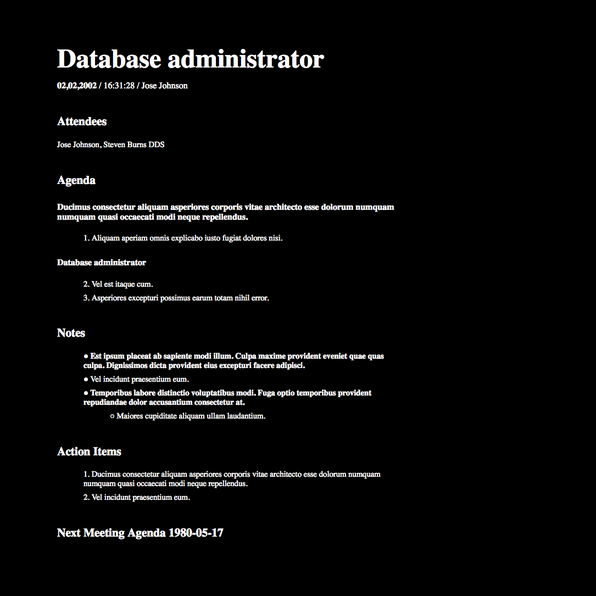 Database administrator
02,02,2002 / 16:31:28 / Jose Johnson
Attendees
Jose Johnson, Steven Burns DDS
Agenda
Ducimus consectetur aliquam asperiores corporis vitae architecto esse dolorum numquam
numquam quasi occaecati modi neque repellendus.
1. Aliquam aperiam omnis explicabo iusto fugiat dolores nisi.
Database administrator
2. Vel est itaque cum.
3. Asperiores excepturi possimus earum totam nihil error.
Notes
● Est ipsum placeat ab sapiente modi illum. Culpa maxime provident eveniet quae quas
culpa. Dignissimos dicta provident eius excepturi facere adipisci.
● Vel incidunt praesentium eum.
● Temporibus labore distinctio voluptatibus modi. Fuga optio temporibus provident
repudiandae dolor accusantium consectetur at.
○ Maiores cupiditate aliquam ullam laudantium.
Action Items
1. Ducimus consectetur aliquam asperiores corporis vitae architecto esse dolorum numquam
numquam quasi occaecati modi neque repellendus.
2. Vel incidunt praesentium eum.
Next Meeting Agenda 1980-05-17